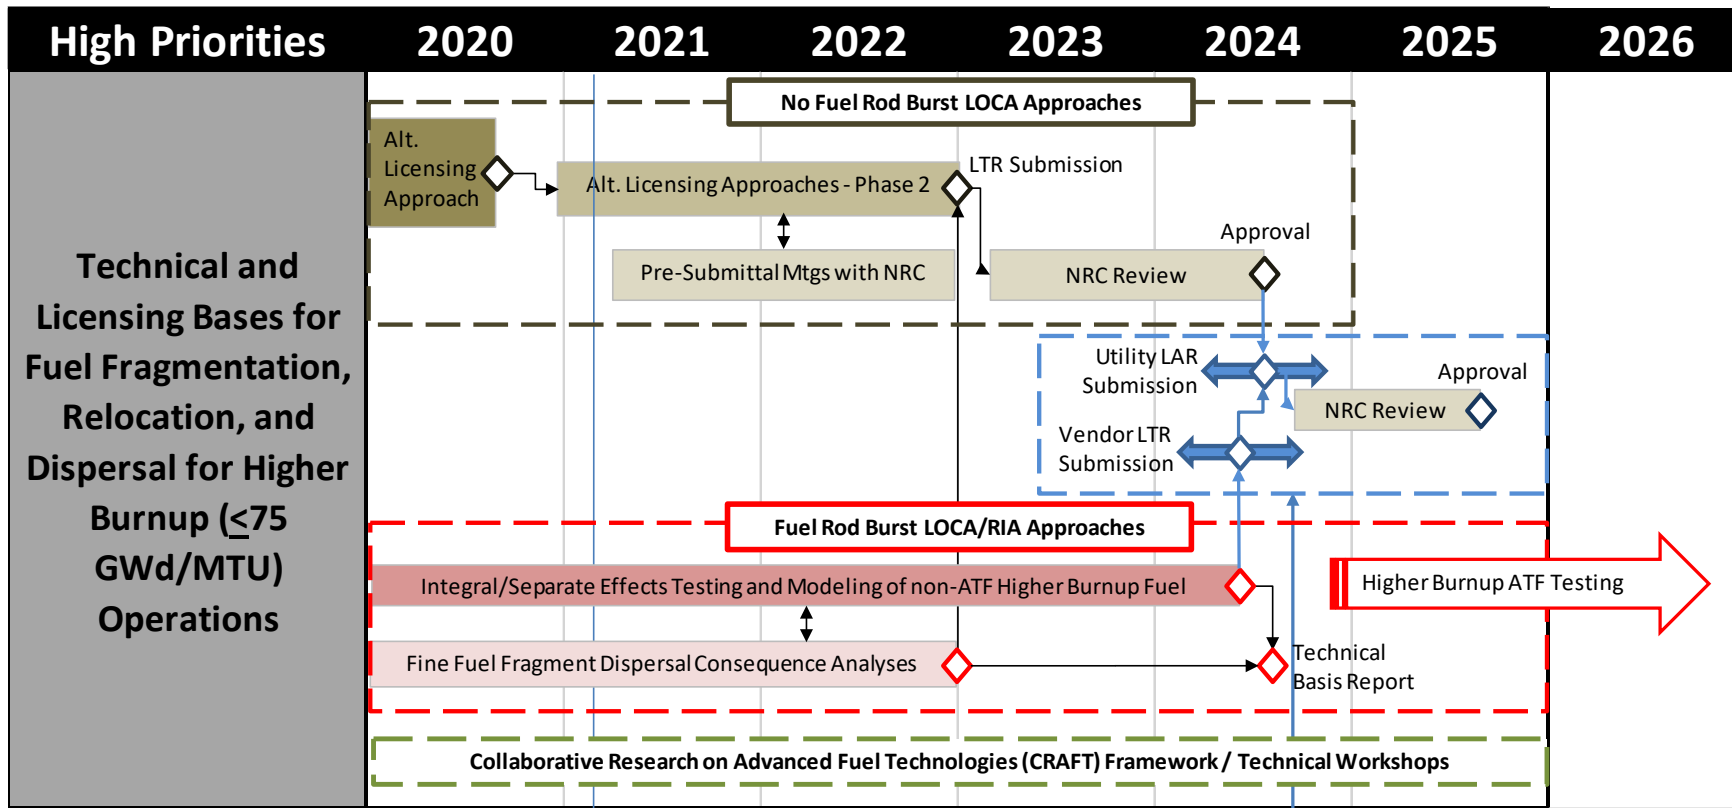 High Priorities 2020 2021 2022 2023 2024 2025 2026
Technical and
Licensing Bases for
Fuel Fragmentation,
Relocation, and
Dispersal for Higher
Burnup (≤75
GWd/MTU)
Operations
No Fuel Rod Burst LOCA Approaches
Alt.
Licensing
Approach
Alt. Licensing Approaches - Phase 2
LTR Submission
Pre-Submittal Mtgs with NRC
NRC Review
Approval
Utility LAR
Submission
Approval
NRC Review
Vendor LTR
Submission
Fuel Rod Burst LOCA/RIA Approaches
Integral/Separate Effects Testing and Modeling of non-ATF Higher Burnup Fuel
Higher Burnup ATF Testing
Fine Fuel Fragment Dispersal Consequence Analyses
Technical
Basis Report
Collaborative Research on Advanced Fuel Technologies (CRAFT) Framework / Technical Workshops